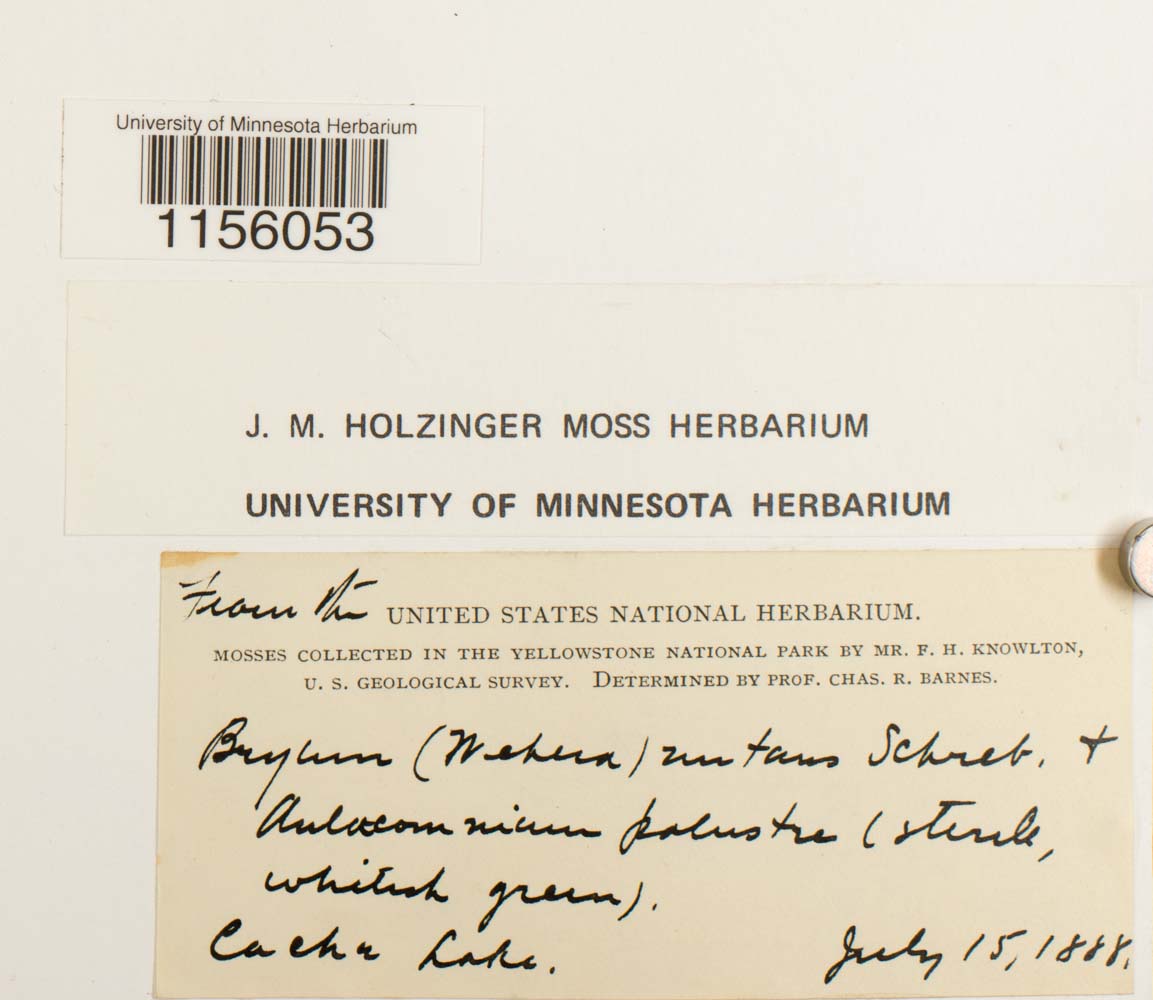 University of Minnesota Herbarium
1156053
J. M. HOLZINGER MOSS HERBARIUM
UNIVERSITY OF MINNESOTA HERBARIUM
From the UNITED STATES NATIONAL HERBARIUM.
MOSSES COLLECTED IN THE YELLOWSTONE NATIONAL PARK BY MR. F. H. KNOWLTON,
U. S. GEOLOGICAL SURVEY. DETERMINED BY PROF. CHAS. R. BARNES.
Bryum (Webera) nutans Schreb. +
Aulocomnium palustre (sterile,
whitish green).
Cache Lake. July 15, 1888.